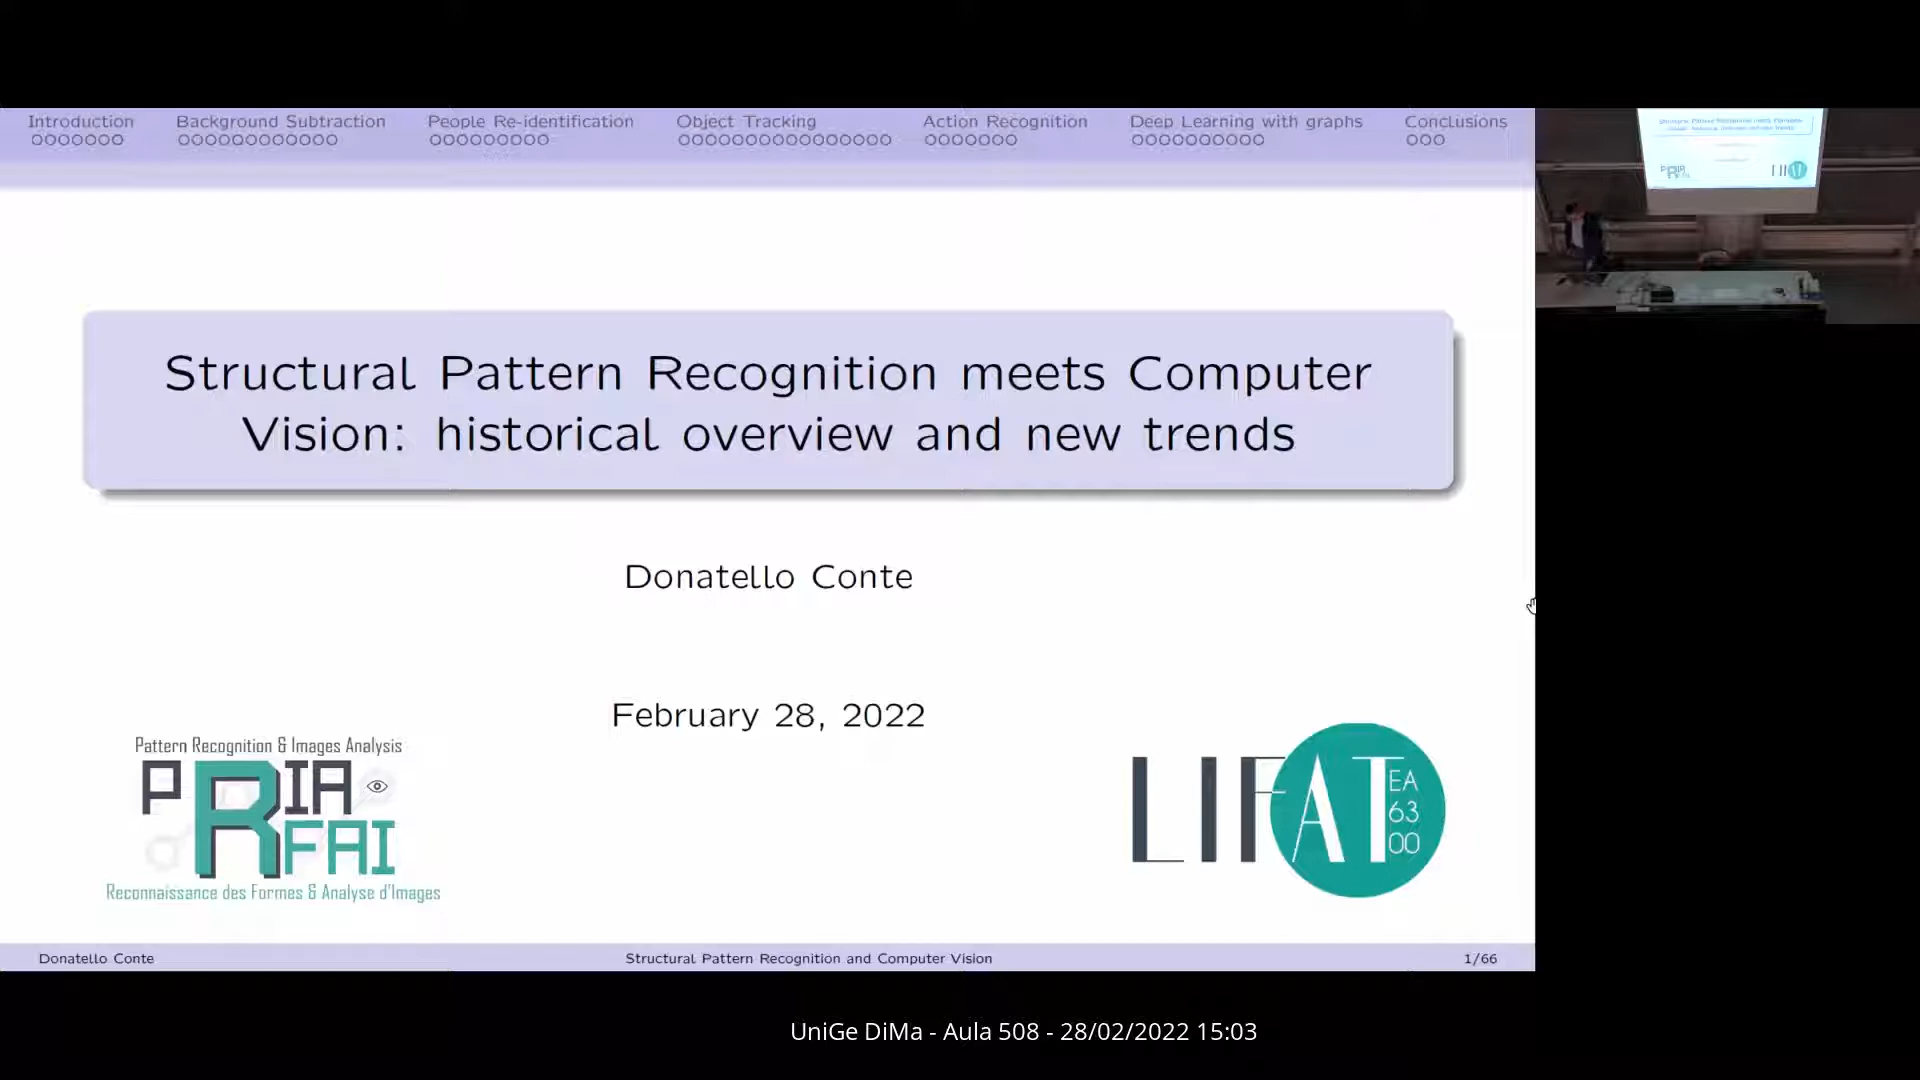 Introduction Background Subtraction People Re-identification Object Tracking Action Recognition Deep Learning with graphs Conclusions
Structural Pattern Recognition meets Computer
Vision: historical overview and new trends
Donatello Conte
February 28, 2022
Pattern Recognition & Images Analysis
PRIA
RFAI
Reconnaissance des Formes & Analyse d'Images
LIFAT
EA
63
00
Donatello Conte Structural Pattern Recognition and Computer Vision 1/66
UniGe DiMa - Aula 508 - 28/02/2022 15:03